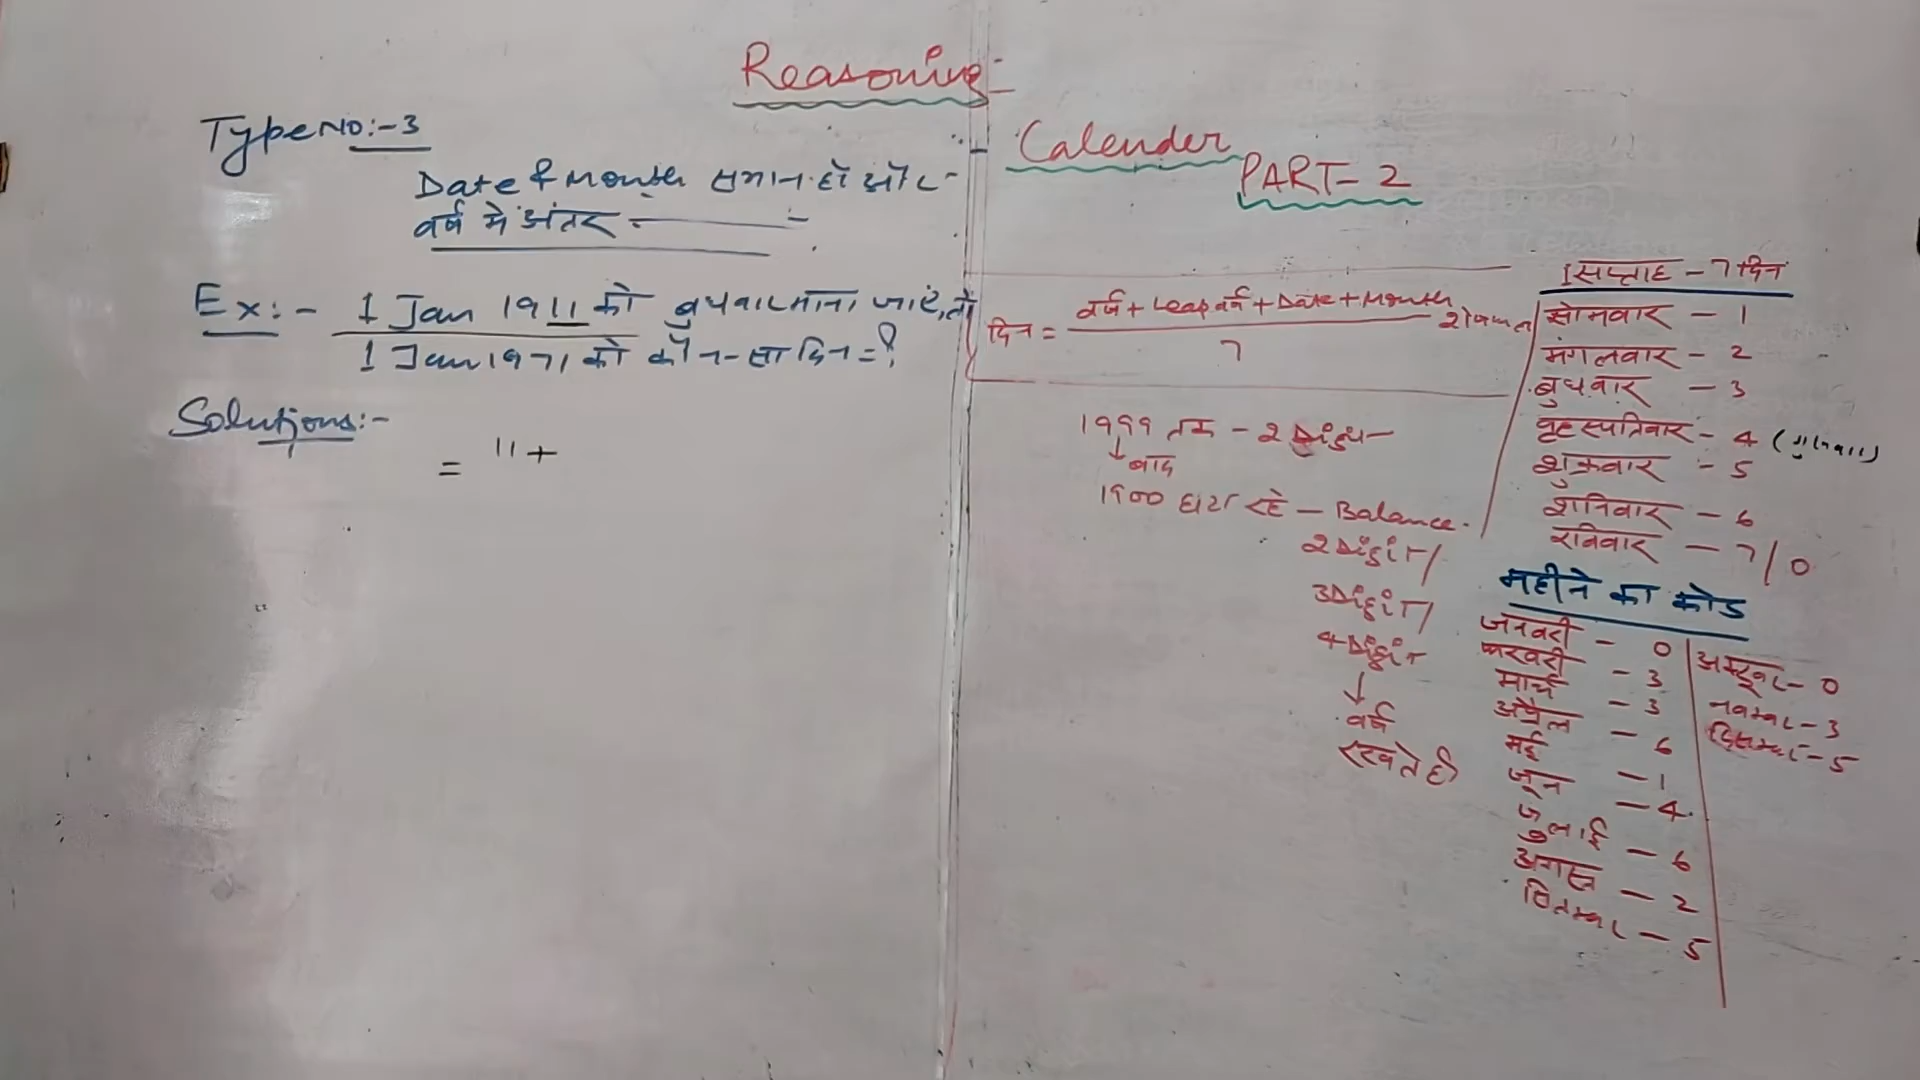 Reasoning:-
Calender
PART-2
Type No:-3
Date & Month समान हो और
वर्ष में अंतर
Ex:- 1 Jan 1911 को बुधवार माना जाए, तो
1 Jan 1971 को कौन-सा दिन=?
Solutions:-
= 11+
दिन = वर्ष + Leap वर्ष + Date + Month
7
1999 तक - 2 Digit
बाद
1900 घटा रहे - Balance.
2 Digit/
3 Digit/
4 Digit
वर्ष
रखते है
1 सप्ताह - 7 दिन
सोमवार - 1
मंगलवार - 2
बुधवार - 3
वृहस्पतिवार - 4 (गुरुवार)
शुक्रवार - 5
शनिवार - 6
रविवार - 7/0
महीने का कोड
जनवरी - 0
फरवरी - 3
मार्च - 3
अप्रैल - 6
मई - 1
जून - 4
जुलाई - 6
अगस्त - 2
सितम्बर - 5
अक्टूबर - 0
नवम्बर - 3
दिसम्बर - 5